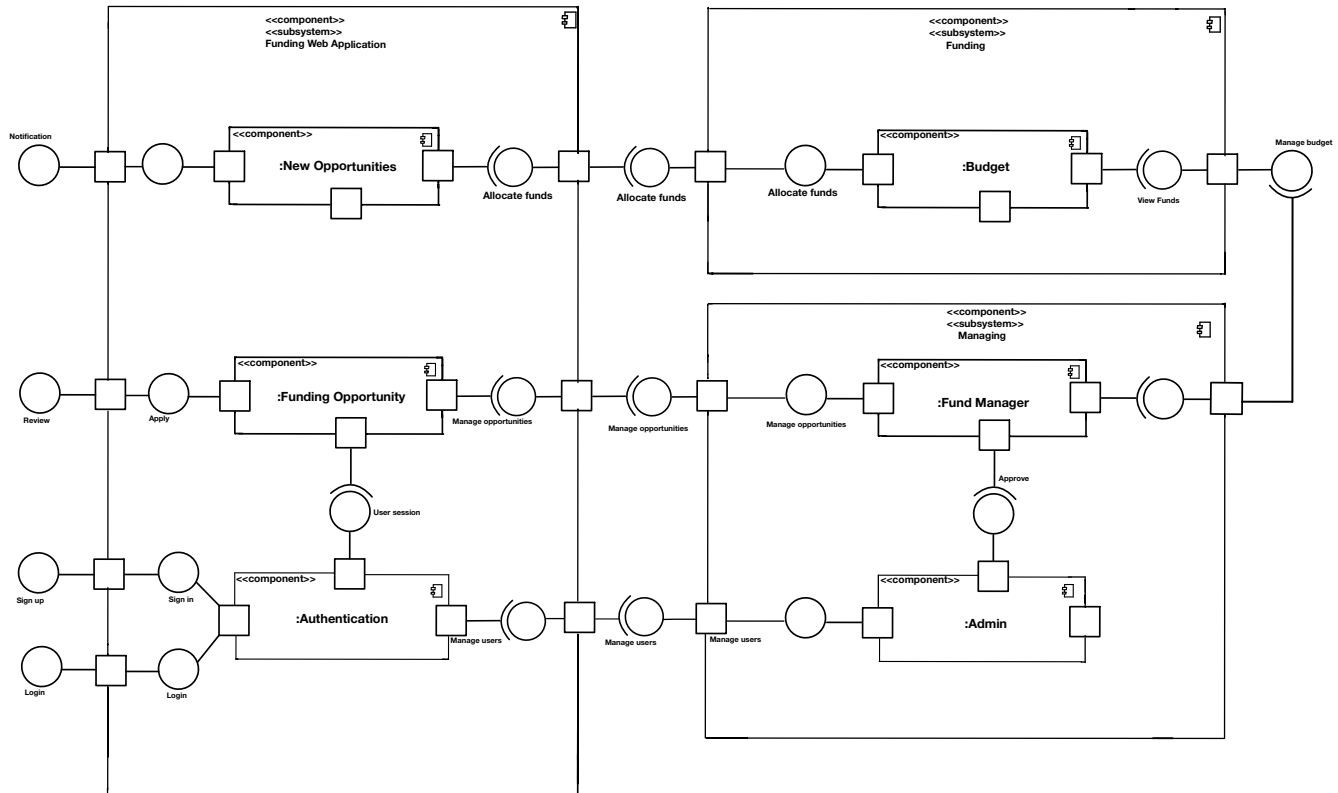 <<component>>
<<subsystem>>
Funding Web Application
<<component>>
<<subsystem>>
Funding
Notification
<<component>>
:New Opportunities
Allocate funds
Allocate funds
Allocate funds
<<component>>
:Budget
View Funds
Manage budget
<<component>>
<<subsystem>>
Managing
Review
Apply
<<component>>
:Funding Opportunity
Manage opportunities
Manage opportunities
Manage opportunities
<<component>>
:Fund Manager
User session
Approve
Sign up
Sign in
<<component>>
:Authentication
Manage users
Manage users
Manage users
<<component>>
:Admin
Login
Login